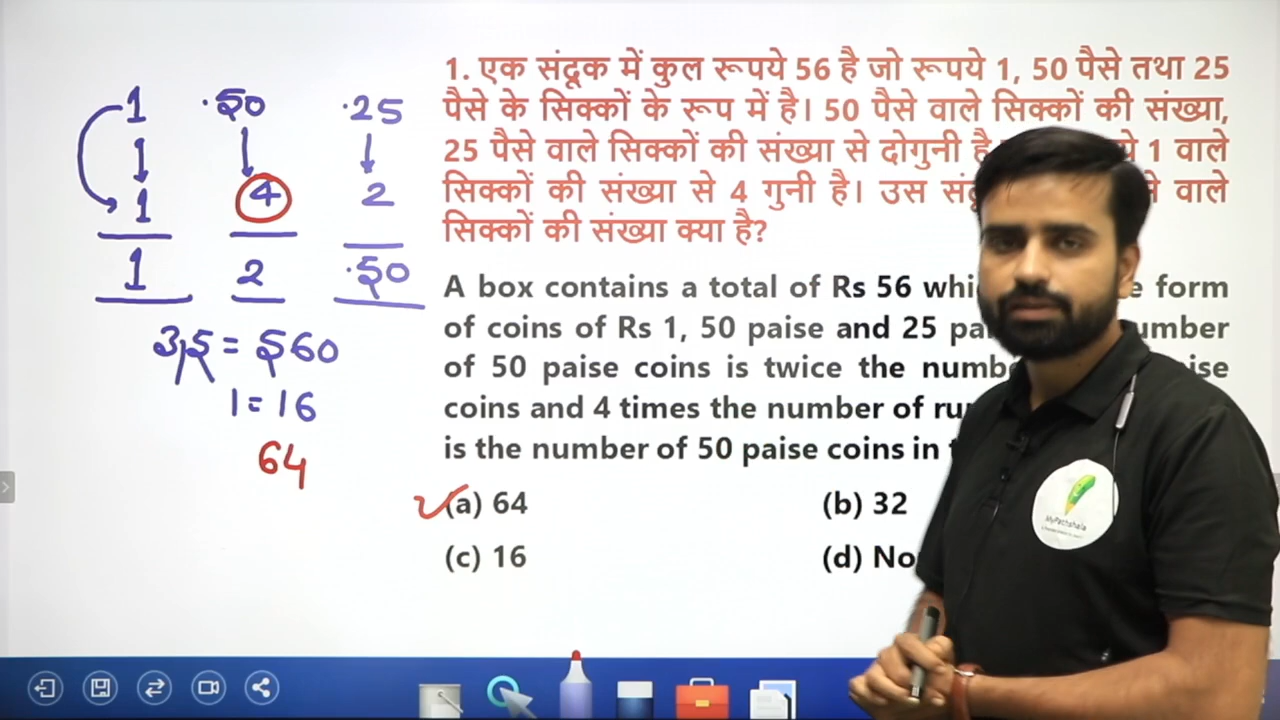 1 .50 .25
1 4 2
1 2 .50
3,5 = 560
1 = 16
64
1. एक संदूक में कुल रूपये 56 है जो रूपये 1, 50 पैसे तथा 25
पैसे के सिक्कों के रूप में है। 50 पैसे वाले सिक्कों की संख्या,
25 पैसे वाले सिक्कों की संख्या से दोगुनी है 1 वाले
सिक्कों की संख्या से 4 गुनी है। उस वाले
सिक्कों की संख्या क्या है?
A box contains a total of Rs 56 form
of coins of Rs 1, 50 paise and 25
of 50 paise coins is twice the
coins and 4 times the number of
is the number of 50 paise coins in
(a) 64 (b) 32
(c) 16 (d)
MyPathshala